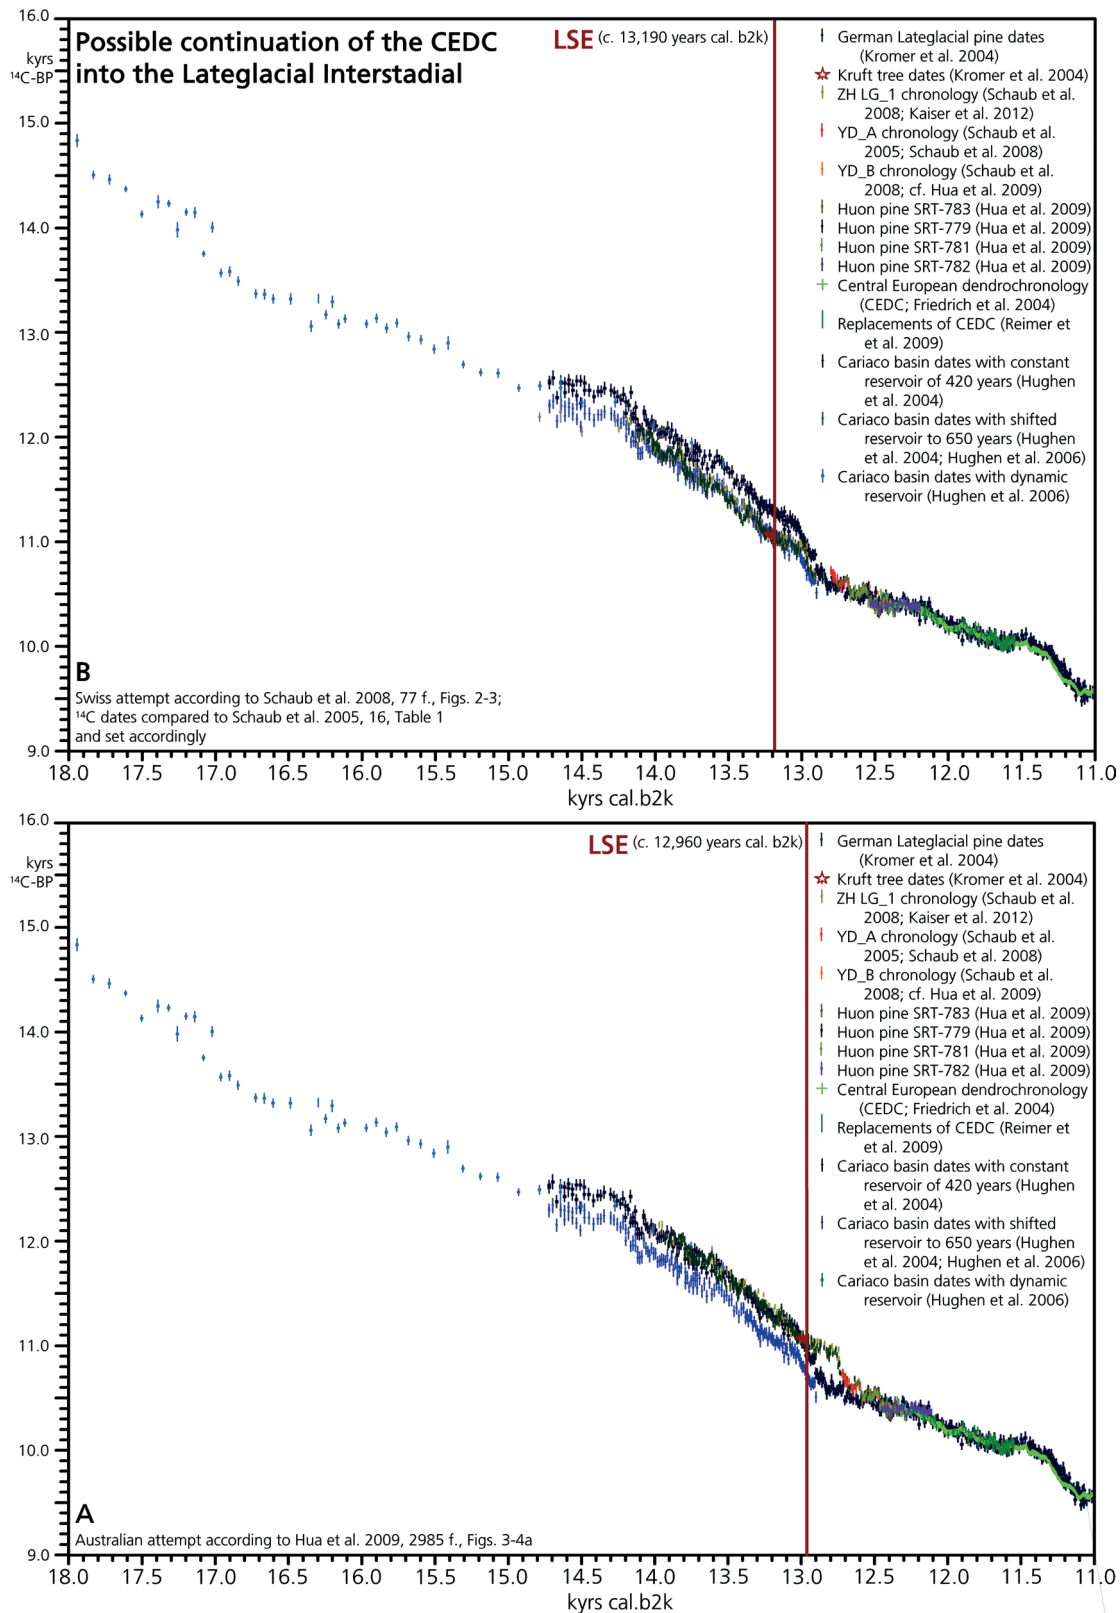 Possible continuation of the CEDC
into the Lateglacial Interstadial
LSE (c. 13,190 years cal. b2k)
kyrs
¹⁴C-BP
16.0
15.0
14.0
13.0
12.0
11.0
10.0
9.0
German Lateglacial pine dates
(Kromer et al. 2004)
Kruft tree dates (Kromer et al. 2004)
ZH LG_1 chronology (Schaub et al.
2008; Kaiser et al. 2012)
YD_A chronology (Schaub et al.
2005; Schaub et al. 2008)
YD_B chronology (Schaub et al.
2008; cf. Hua et al. 2009)
Huon pine SRT-783 (Hua et al. 2009)
Huon pine SRT-779 (Hua et al. 2009)
Huon pine SRT-781 (Hua et al. 2009)
Huon pine SRT-782 (Hua et al. 2009)
Central European dendrochronology
(CEDC; Friedrich et al. 2004)
Replacements of CEDC (Reimer et
et al. 2009)
Cariaco basin dates with constant
reservoir of 420 years (Hughen
et al. 2004)
Cariaco basin dates with shifted
reservoir to 650 years (Hughen
et al. 2004; Hughen et al. 2006)
Cariaco basin dates with dynamic
reservoir (Hughen et al. 2006)
B
Swiss attempt according to Schaub et al. 2008, 77 f., Figs. 2-3;
¹⁴C dates compared to Schaub et al. 2005, 16, Table 1
and set accordingly
18.0 17.5 17.0 16.5 16.0 15.5 15.0 14.5 14.0 13.5 13.0 12.5 12.0 11.5 11.0
kyrs cal.b2k
LSE (c. 12,960 years cal. b2k)
kyrs
¹⁴C-BP
16.0
15.0
14.0
13.0
12.0
11.0
10.0
9.0
German Lateglacial pine dates
(Kromer et al. 2004)
Kruft tree dates (Kromer et al. 2004)
ZH LG_1 chronology (Schaub et al.
2008; Kaiser et al. 2012)
YD_A chronology (Schaub et al.
2005; Schaub et al. 2008)
YD_B chronology (Schaub et al.
2008; cf. Hua et al. 2009)
Huon pine SRT-783 (Hua et al. 2009)
Huon pine SRT-779 (Hua et al. 2009)
Huon pine SRT-781 (Hua et al. 2009)
Huon pine SRT-782 (Hua et al. 2009)
Central European dendrochronology
(CEDC; Friedrich et al. 2004)
Replacements of CEDC (Reimer et
et al. 2009)
Cariaco basin dates with constant
reservoir of 420 years (Hughen
et al. 2004)
Cariaco basin dates with shifted
reservoir to 650 years (Hughen
et al. 2004; Hughen et al. 2006)
Cariaco basin dates with dynamic
reservoir (Hughen et al. 2006)
A
Australian attempt according to Hua et al. 2009, 2985 f., Figs. 3-4a
18.0 17.5 17.0 16.5 16.0 15.5 15.0 14.5 14.0 13.5 13.0 12.5 12.0 11.5 11.0
kyrs cal.b2k